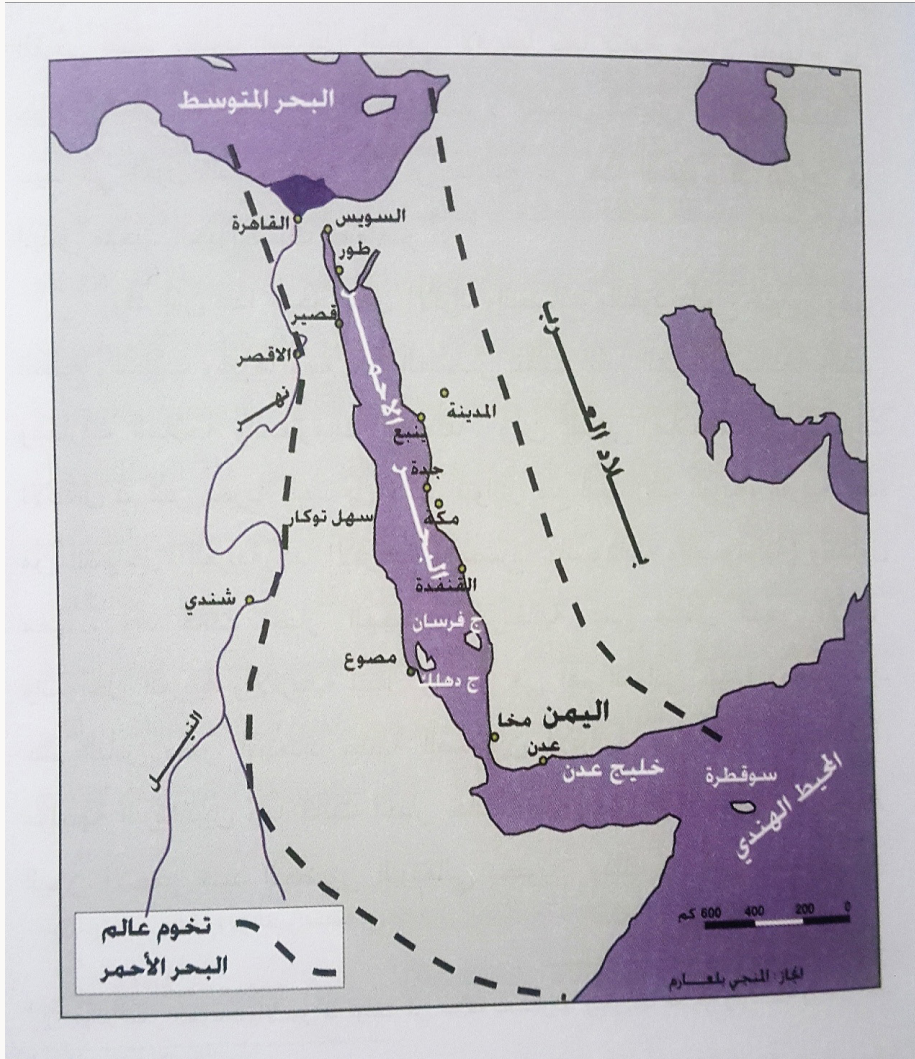 البحر المتوسط
القاهرة
السويس
طور
قصير
الاقصر
نهر
البحر الاحمر
المدينة
ينبع
جدة
مكة
سهل توكار
القنفدة
شندي
ج فرسان
مصوع
ج دهلك
بلاد العرب
اليمن
مخا
عدن
خليج عدن
سوقطرة
المحيط الهندي
النيل
0 200 400 600 كم
تخوم عالم
البحر الأحمر
انجاز: المنجي بلعارم